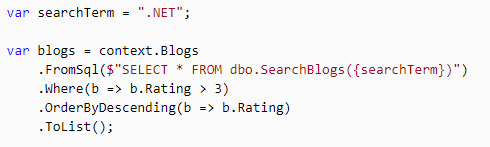 var searchTerm = ".NET";
var blogs = context.Blogs
.FromSql($"SELECT * FROM dbo.SearchBlogs({searchTerm})")
.Where(b => b.Rating > 3)
.OrderByDescending(b => b.Rating)
.ToList();